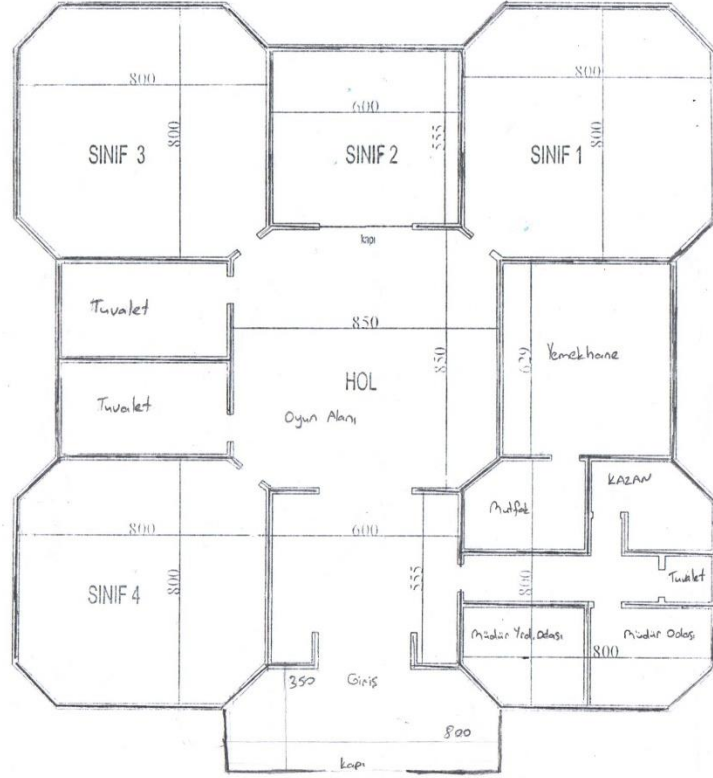 800
800
600
800
SINIF 3
SINIF 2
555
SINIF 1
800
kapı
Tuvalet
850
850
629
Yemekhane
HOL
Tuvalet
Oyun Alanı
KAZAN
Mutfak
800
600
SINIF 4
800
555
800
Tuvalet
Müdür Yrd. Odası
Müdür Odası
800
350
Giriş
800
kapı